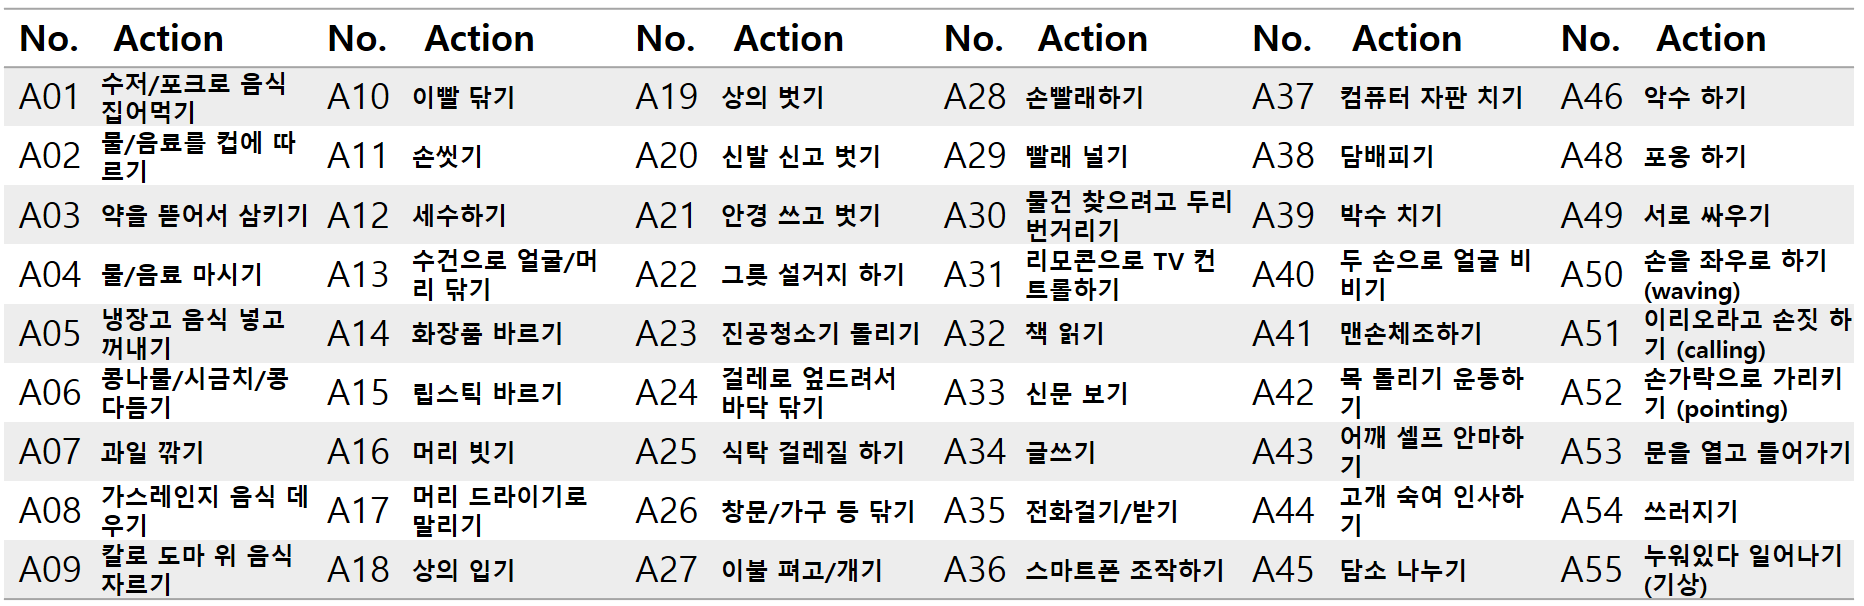 No. Action No. Action No. Action No. Action No. Action No. Action
A01 수저/포크로 음식
집어먹기
A10 이빨 닦기
A19 상의 벗기
A28 손빨래하기
A37 컴퓨터 자판 치기
A46 악수 하기
A02 물/음료를 컵에 따
르기
A11 손씻기
A20 신발 신고 벗기
A29 빨래 널기
A38 담배피기
A48 포옹 하기
A03 약을 뜯어서 삼키기
A12 세수하기
A21 안경 쓰고 벗기
A30 물건 찾으려고 두리
번거리기
A39 박수 치기
A49 서로 싸우기
A04 물/음료 마시기
A13 수건으로 얼굴/머
리 닦기
A22 그릇 설거지 하기
A31 리모콘으로 TV 컨
트롤하기
A40 두 손으로 얼굴 비
비기
A50 손을 좌우로 하기
(waving)
A05 냉장고 음식 넣고
꺼내기
A14 화장품 바르기
A23 진공청소기 돌리기
A32 책 읽기
A41 맨손체조하기
A51 이리오라고 손짓 하
기 (calling)
A06 콩나물/시금치/콩
다듬기
A15 립스틱 바르기
A24 걸레로 엎드려서
바닥 닦기
A33 신문 보기
A42 목 돌리기 운동하
기
A52 손가락으로 가리키
기 (pointing)
A07 과일 깎기
A16 머리 빗기
A25 식탁 걸레질 하기
A34 글쓰기
A43 어깨 셀프 안마하
기
A53 문을 열고 들어가기
A08 가스레인지 음식 데
우기
A17 머리 드라이기로
말리기
A26 창문/가구 등 닦기
A35 전화걸기/받기
A44 고개 숙여 인사하
기
A54 쓰러지기
A09 칼로 도마 위 음식
자르기
A18 상의 입기
A27 이불 펴고/개기
A36 스마트폰 조작하기
A45 담소 나누기
A55 누워있다 일어나기
(기상)